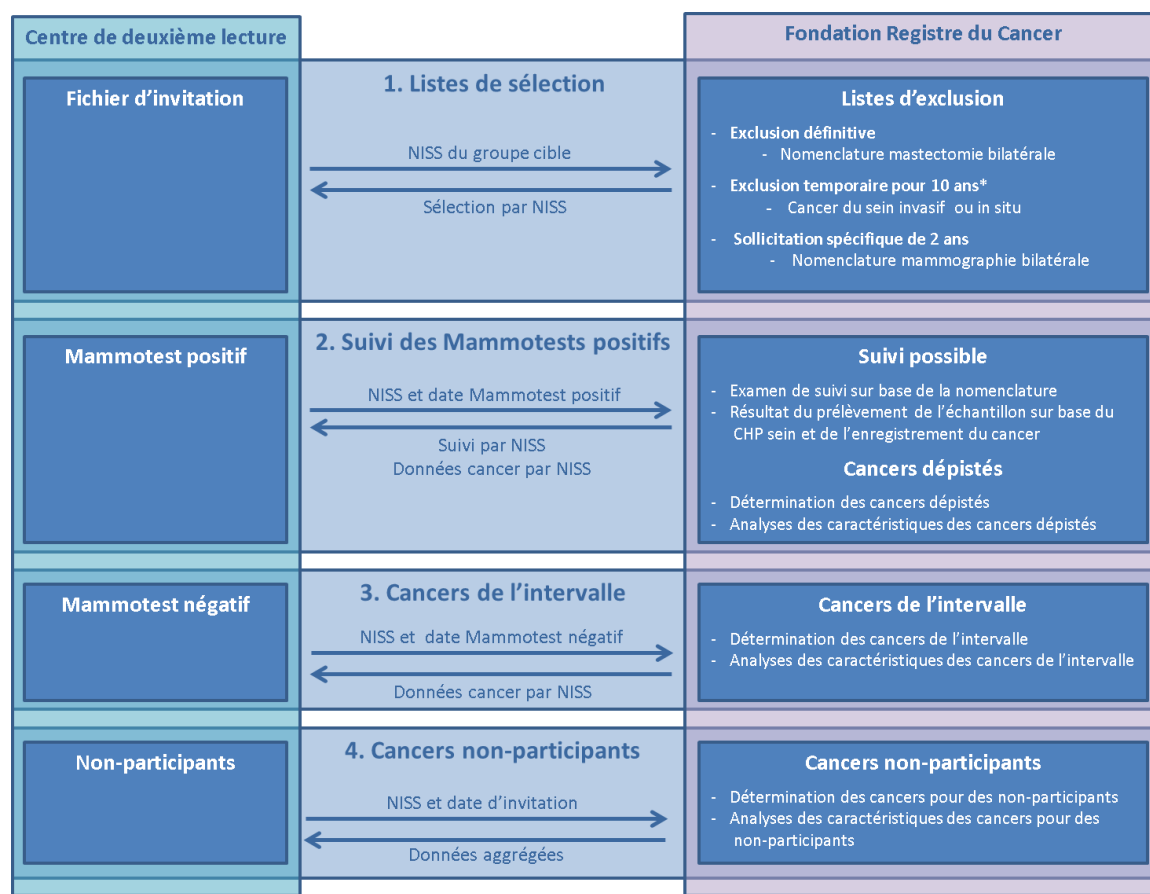 Centre de deuxième lecture
Fondation Registre du Cancer
Fichier d'invitation
1. Listes de sélection
NISS du groupe cible
Sélection par NISS
Listes d'exclusion
- Exclusion définitive
- Nomenclature mastectomie bilatérale
- Exclusion temporaire pour 10 ans*
- Cancer du sein invasif ou in situ
- Sollicitation spécifique de 2 ans
- Nomenclature mammographie bilatérale
Mammotest positif
2. Suivi des Mammotests positifs
NISS et date Mammotest positif
Suivi par NISS
Données cancer par NISS
Suivi possible
- Examen de suivi sur base de la nomenclature
- Résultat du prélèvement de l'échantillon sur base du
CHP sein et de l'enregistrement du cancer
Cancers dépistés
- Détermination des cancers dépistés
- Analyses des caractéristiques des cancers dépistés
Mammotest négatif
3. Cancers de l'intervalle
NISS et date Mammotest négatif
Données cancer par NISS
Cancers de l'intervalle
- Détermination des cancers de l'intervalle
- Analyses des caractéristiques des cancers de l'intervalle
Non-participants
4. Cancers non-participants
NISS et date d'invitation
Données aggrégées
Cancers non-participants
- Détermination des cancers pour des non-participants
- Analyses des caractéristiques des cancers pour des
non-participants